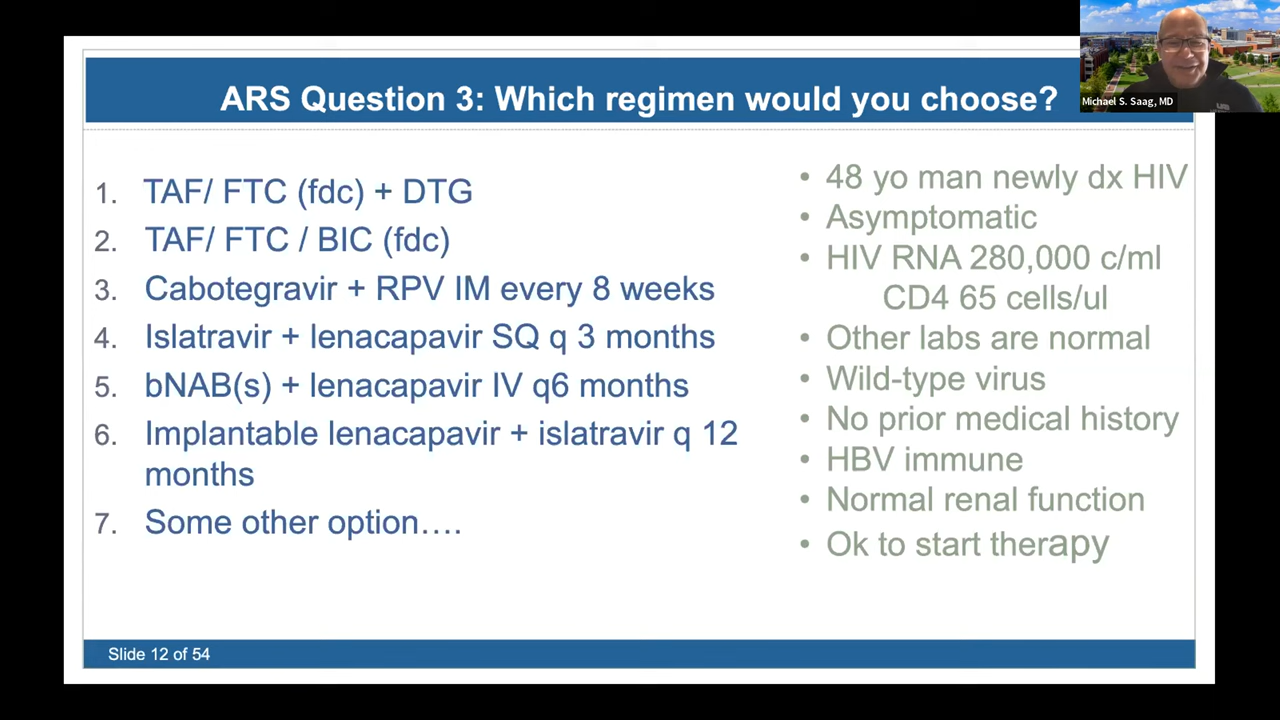 ARS Question 3: Which regimen would you choose?
Michael S. Saag, MD
1. TAF/ FTC (fdc) + DTG
2. TAF/ FTC / BIC (fdc)
3. Cabotegravir + RPV IM every 8 weeks
4. Islatravir + lenacapavir SQ q 3 months
5. bNAB(s) + lenacapavir IV q6 months
6. Implantable lenacapavir + islatravir q 12
months
7. Some other option....
• 48 yo man newly dx HIV
• Asymptomatic
• HIV RNA 280,000 c/ml
CD4 65 cells/ul
• Other labs are normal
• Wild-type virus
• No prior medical history
• HBV immune
• Normal renal function
• Ok to start therapy
Slide 12 of 54